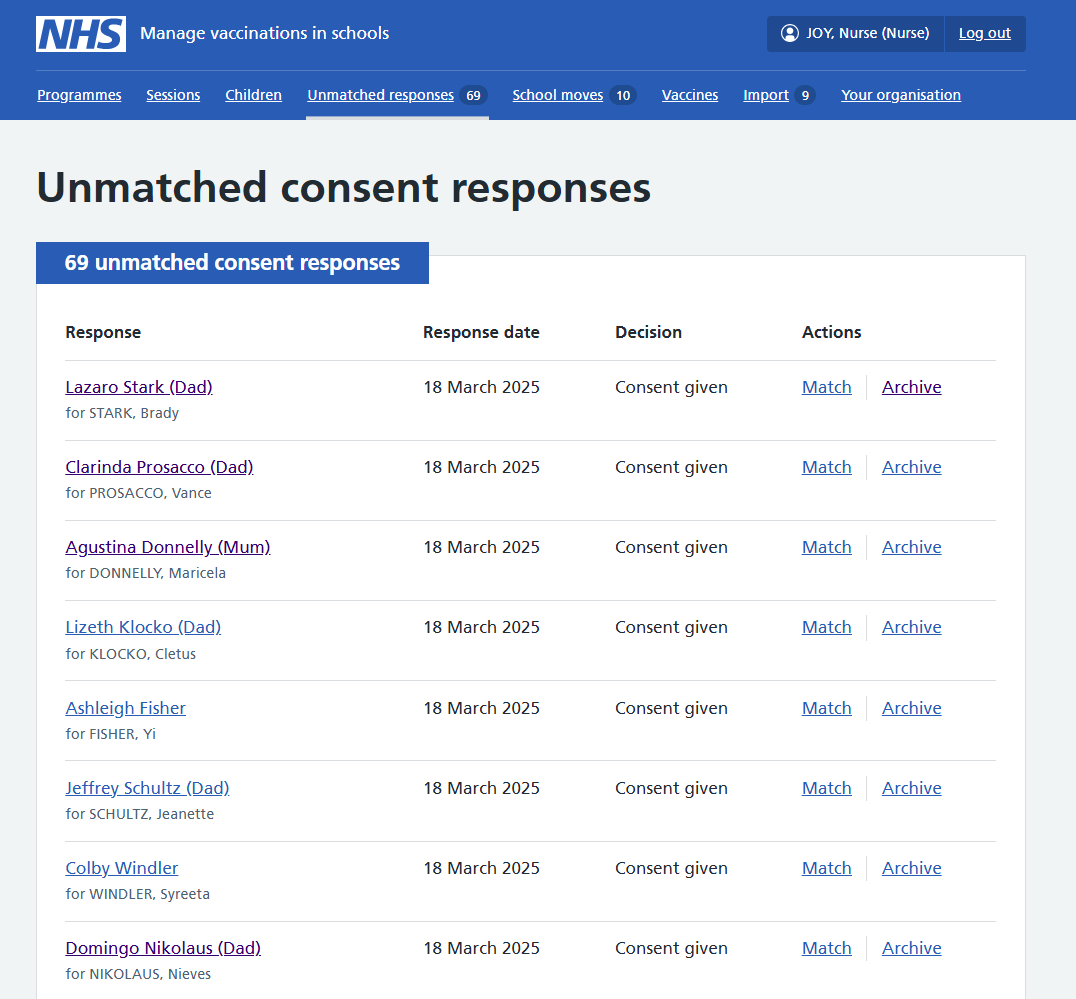 NHS Manage vaccinations in schools JOY, Nurse (Nurse) Log out
Programmes Sessions Children Unmatched responses 69 School moves 10 Vaccines Import 9 Your organisation
Unmatched consent responses
69 unmatched consent responses
Response Response date Decision Actions
Lazaro Stark (Dad) 18 March 2025 Consent given Match Archive
for STARK, Brady
Clarinda Prosacco (Dad) 18 March 2025 Consent given Match Archive
for PROSACCO, Vance
Agustina Donnelly (Mum) 18 March 2025 Consent given Match Archive
for DONNELLY, Maricela
Lizeth Klocko (Dad) 18 March 2025 Consent given Match Archive
for KLOCKO, Cletus
Ashleigh Fisher 18 March 2025 Consent given Match Archive
for FISHER, Yi
Jeffrey Schultz (Dad) 18 March 2025 Consent given Match Archive
for SCHULTZ, Jeanette
Colby Windler 18 March 2025 Consent given Match Archive
for WINDLER, Syreeta
Domingo Nikolaus (Dad) 18 March 2025 Consent given Match Archive
for NIKOLAUS, Nieves